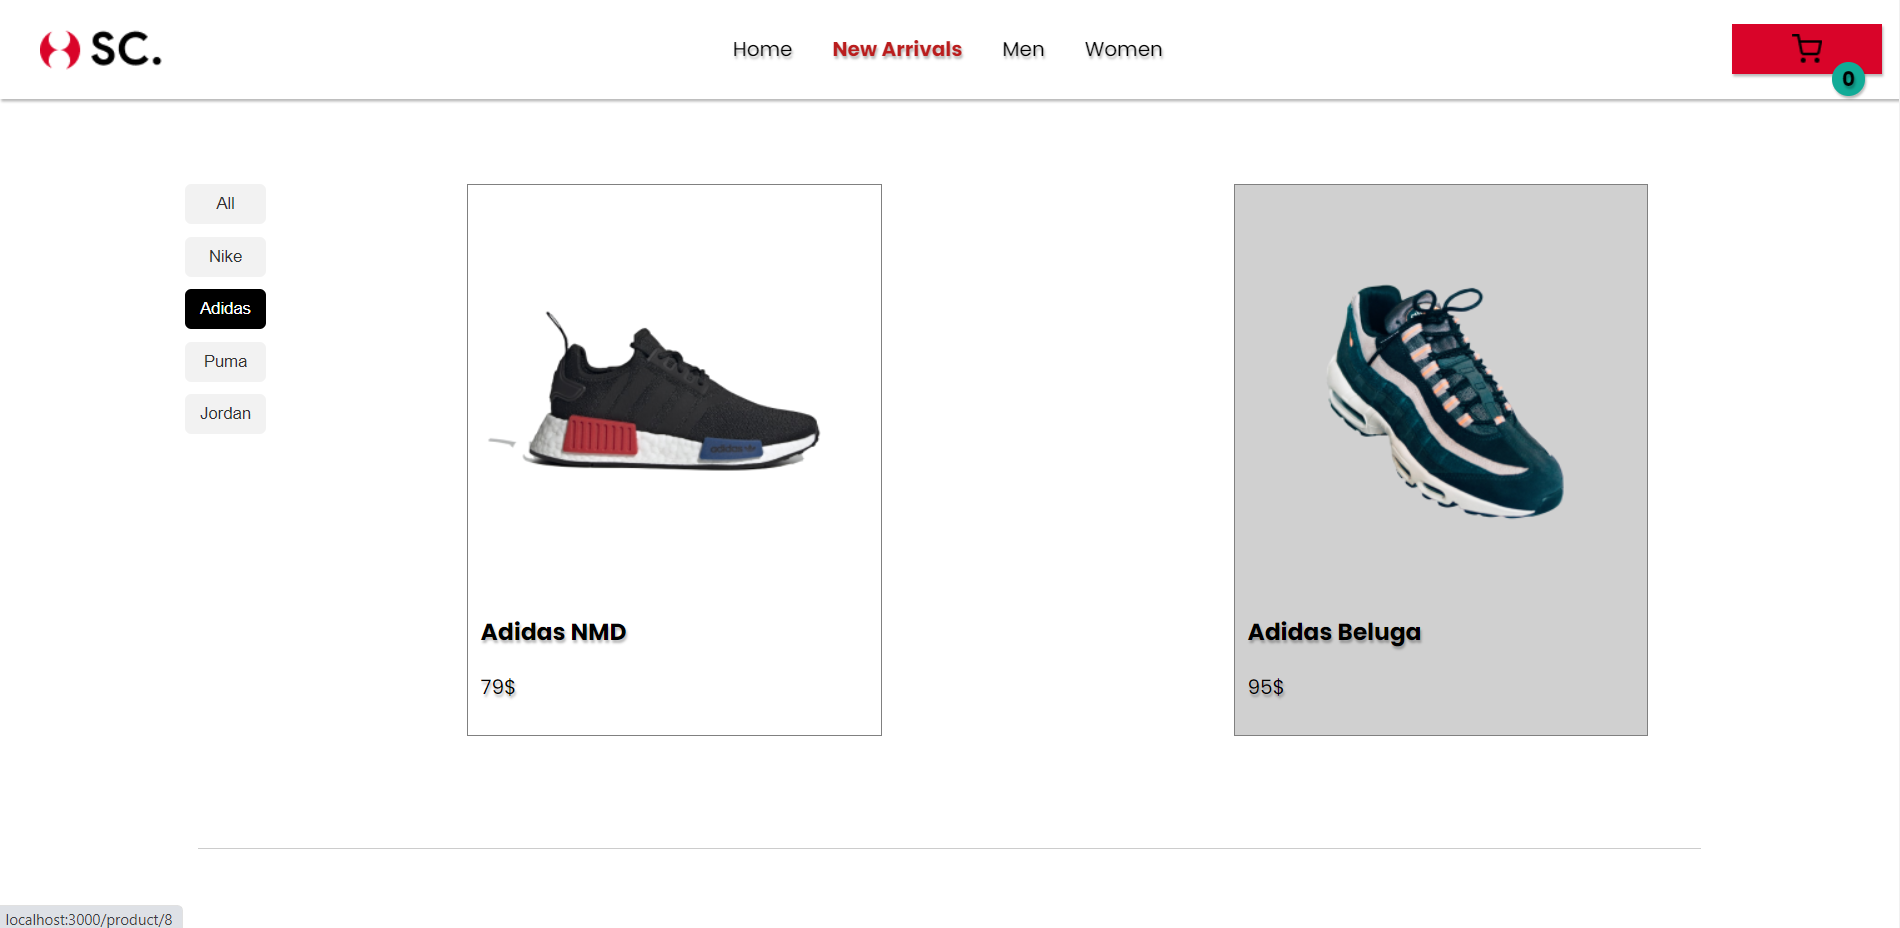 SC.
Home
New Arrivals
Men
Women
0
All
Nike
Adidas
Puma
Jordan
adidas
Adidas NMD
79$
Adidas Beluga
95$
localhost:3000/product/8